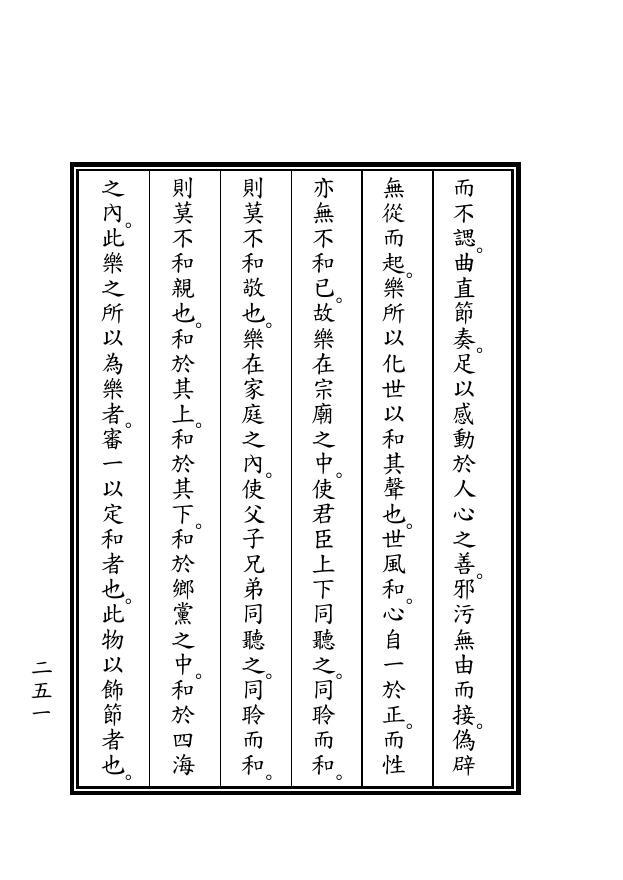 而不諰。曲直節奏。足以感動於人心之善。邪污無由而接。偽辟
無從而起。樂所以化世以和其聲也。世風和。心自一於正。而性
亦無不和已。故樂在宗廟之中。使君臣上下同聽之。同聆而和。
則莫不和敬也。樂在家庭之內。使父子兄弟同聽之。同聆而和。
則莫不和親也。和於其上。和於其下。和於鄉黨之中。和於四海
之內。此樂之所以為樂者。審一以定和者也。此物以飾節者也。
二五一